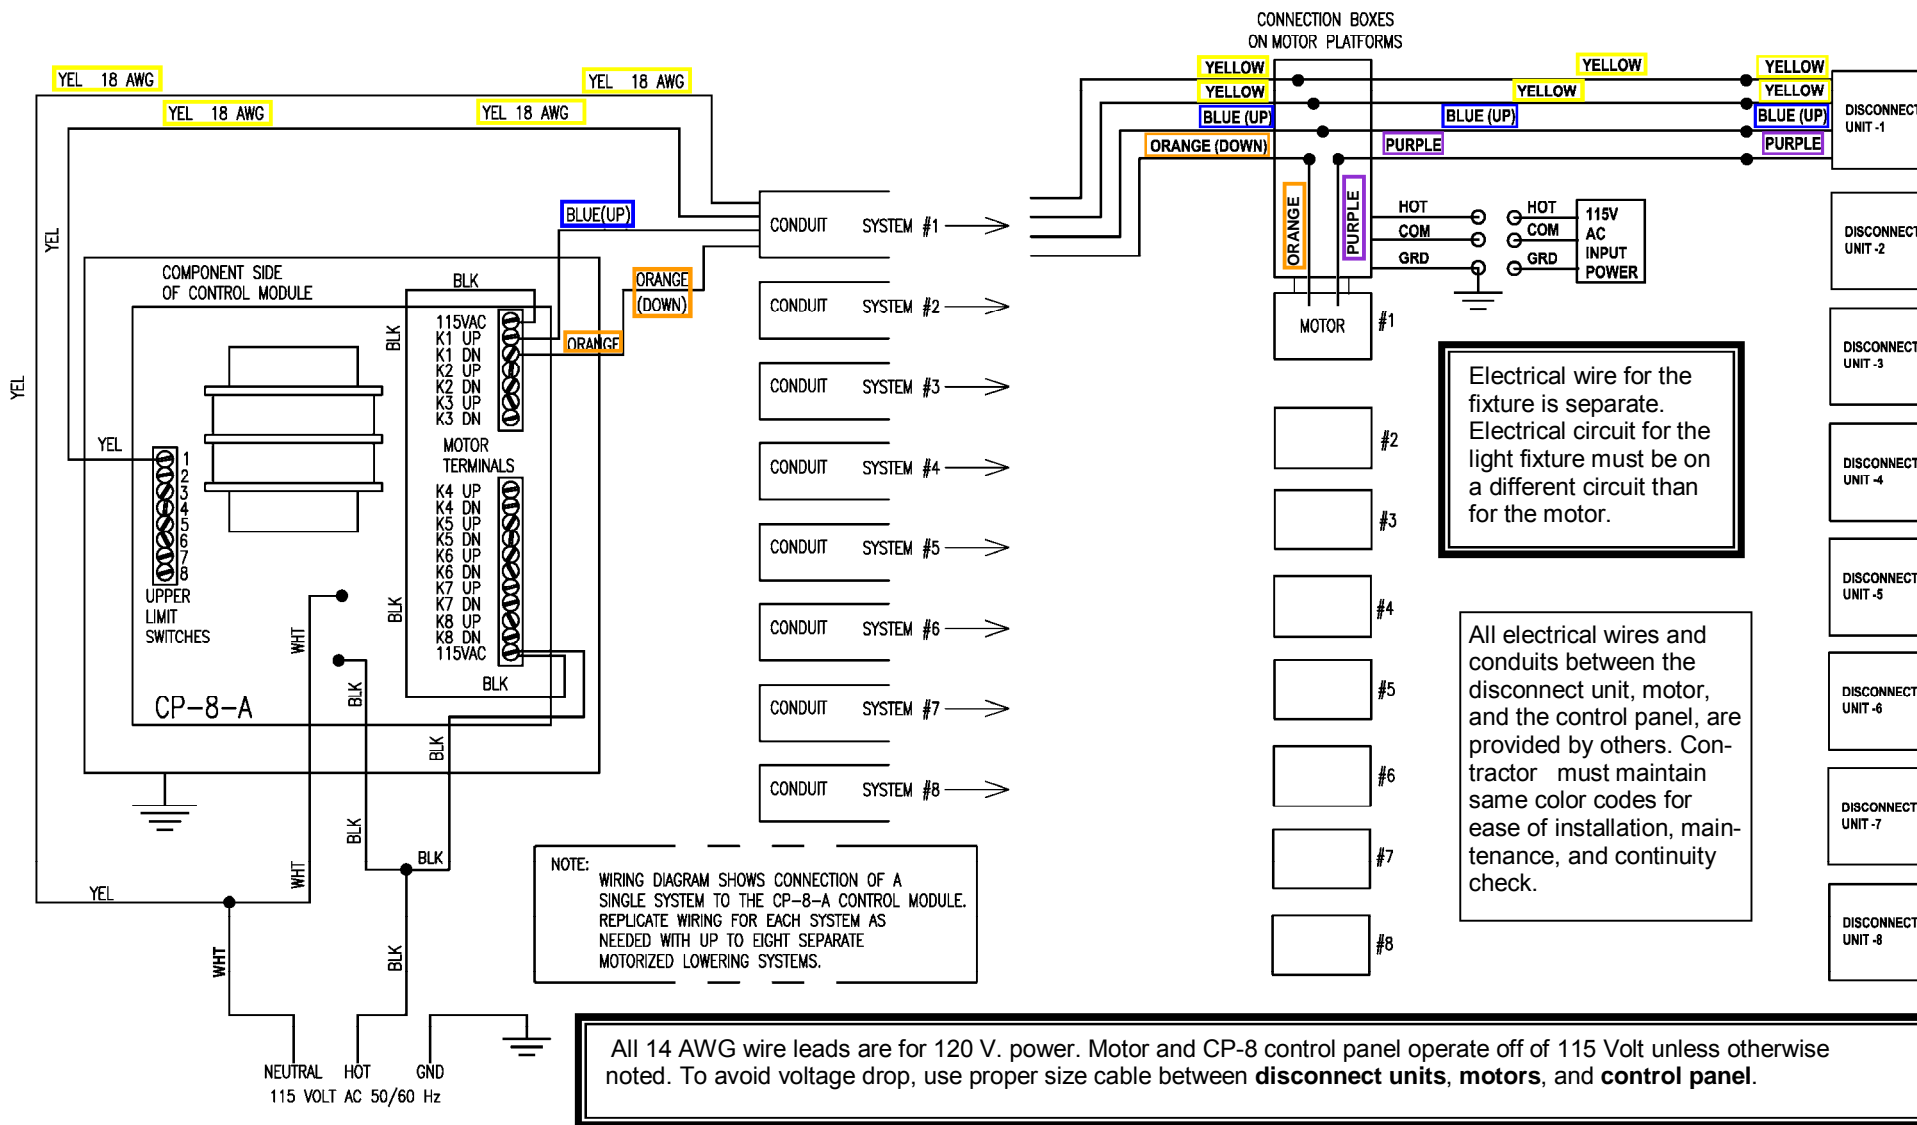 CONNECTION BOXES
ON MOTOR PLATFORMS
YEL 18 AWG
YEL 18 AWG
YEL 18 AWG
YEL 18 AWG
YELLOW
YELLOW
YELLOW
YELLOW
YELLOW
YELLOW
BLUE (UP)
BLUE (UP)
BLUE (UP)
ORANGE (DOWN)
PURPLE
PURPLE
DISCONNECT
UNIT -1
ORANGE
PURPLE
HOT
COM
GRD
HOT
COM
GRD
115V
AC
INPUT
POWER
MOTOR
#1
DISCONNECT
UNIT -2
DISCONNECT
UNIT -3
DISCONNECT
UNIT -4
DISCONNECT
UNIT -5
DISCONNECT
UNIT -6
DISCONNECT
UNIT -7
DISCONNECT
UNIT -8
YEL
YEL
YEL
COMPONENT SIDE
OF CONTROL MODULE
BLK
BLK
BLUE(UP)
ORANGE
(DOWN)
ORANGE
115VAC
K1 UP
K1 DN
K2 UP
K2 DN
K3 UP
K3 DN
MOTOR
TERMINALS
K4 UP
K4 DN
K5 UP
K5 DN
K6 UP
K6 DN
K7 UP
K7 DN
K8 UP
K8 DN
115VAC
BLK
BLK
1
2
3
4
5
6
7
8
UPPER
LIMIT
SWITCHES
WHT
BLK
BLK
CP-8-A
WHT
BLK
BLK
YEL
WHT
BLK
NEUTRAL HOT GND
115 VOLT AC 50/60 Hz
CONDUIT SYSTEM #1
CONDUIT SYSTEM #2
CONDUIT SYSTEM #3
CONDUIT SYSTEM #4
CONDUIT SYSTEM #5
CONDUIT SYSTEM #6
CONDUIT SYSTEM #7
CONDUIT SYSTEM #8
#2
#3
#4
#5
#6
#7
#8
Electrical wire for the
fixture is separate.
Electrical circuit for the
light fixture must be on
a different circuit than
for the motor.
All electrical wires and
conduits between the
disconnect unit, motor,
and the control panel, are
provided by others. Con-
tractor must maintain
same color codes for
ease of installation, main-
tenance, and continuity
check.
NOTE:
WIRING DIAGRAM SHOWS CONNECTION OF A
SINGLE SYSTEM TO THE CP-8-A CONTROL MODULE.
REPLICATE WIRING FOR EACH SYSTEM AS
NEEDED WITH UP TO EIGHT SEPARATE
MOTORIZED LOWERING SYSTEMS.
All 14 AWG wire leads are for 120 V. power. Motor and CP-8 control panel operate off of 115 Volt unless otherwise
noted. To avoid voltage drop, use proper size cable between disconnect units, motors, and control panel.